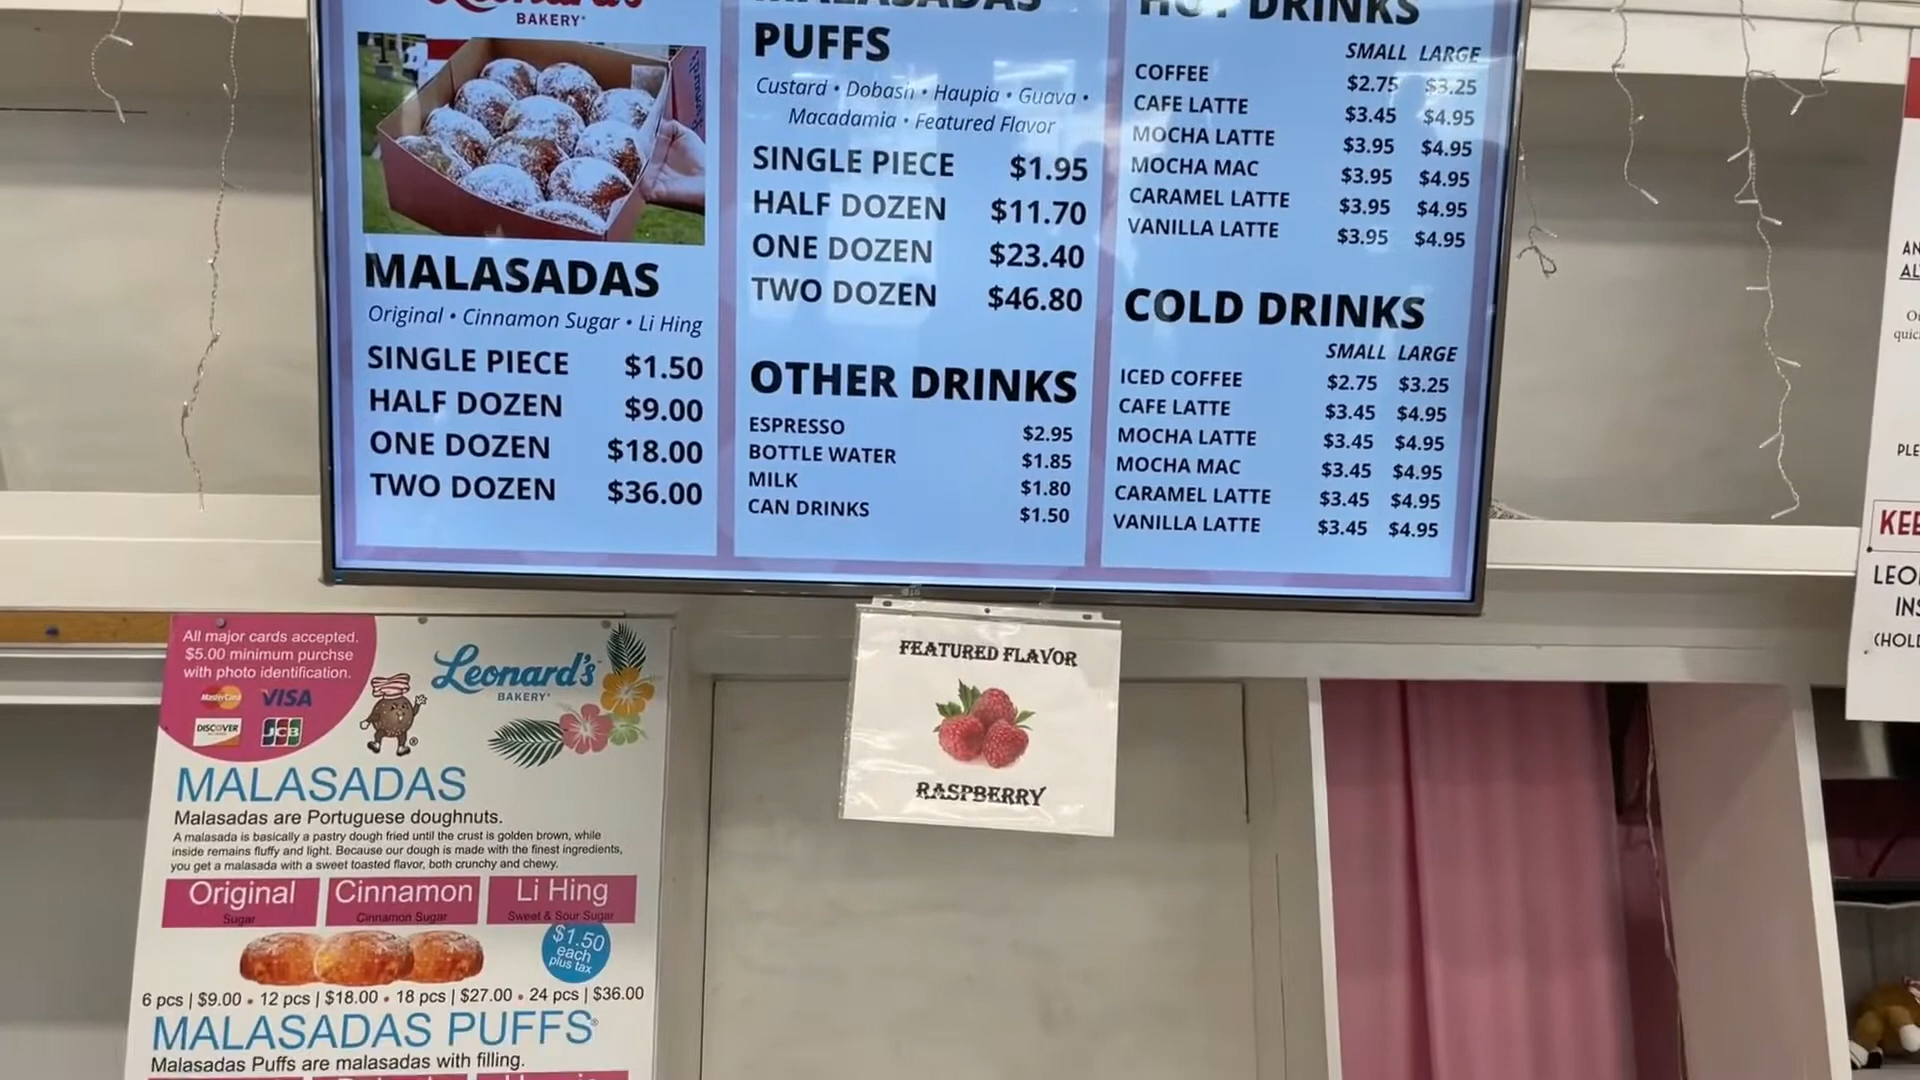 Leonard's
BAKERY
MALASADAS
Original • Cinnamon Sugar • Li Hing
SINGLE PIECE $1.50
HALF DOZEN $9.00
ONE DOZEN $18.00
TWO DOZEN $36.00
MALASADAS
PUFFS
Custard • Dobash • Haupia • Guava •
Macadamia • Featured Flavor
SINGLE PIECE $1.95
HALF DOZEN $11.70
ONE DOZEN $23.40
TWO DOZEN $46.80
OTHER DRINKS
ESPRESSO $2.95
BOTTLE WATER $1.85
MILK $1.80
CAN DRINKS $1.50
HOT DRINKS
SMALL LARGE
COFFEE $2.75 $3.25
CAFE LATTE $3.45 $4.95
MOCHA LATTE $3.95 $4.95
MOCHA MAC $3.95 $4.95
CARAMEL LATTE $3.95 $4.95
VANILLA LATTE $3.95 $4.95
COLD DRINKS
SMALL LARGE
ICED COFFEE $2.75 $3.25
CAFE LATTE $3.45 $4.95
MOCHA LATTE $3.45 $4.95
MOCHA MAC $3.45 $4.95
CARAMEL LATTE $3.45 $4.95
VANILLA LATTE $3.45 $4.95
FEATURED FLAVOR
RASPBERRY
All major cards accepted.
$5.00 minimum purchse
with photo identification.
MasterCard VISA
DISCOVER JCB
Leonard's
BAKERY
MALASADAS
Malasadas are Portuguese doughnuts.
A malasada is basically a pastry dough fried until the crust is golden brown, while
inside remains fluffy and light. Because our dough is made with the finest ingredients,
you get a malasada with a sweet toasted flavor, both crunchy and chewy.
Original Cinnamon Li Hing
Sugar Cinnamon Sugar Sweet & Sour Sugar
$1.50
each
plus tax
6 pcs | $9.00 • 12 pcs | $18.00 • 18 pcs | $27.00 • 24 pcs | $36.00
MALASADAS PUFFS®
Malasadas Puffs are malasadas with filling.